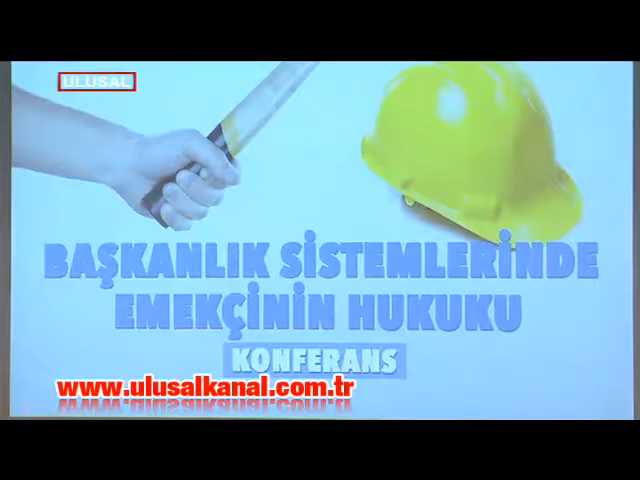 ULUSAL
BAŞKANLIK SİSTEMLERİNDE
EMEKÇİNİN HUKUKU
KONFERANS
www.ulusalkanal.com.tr